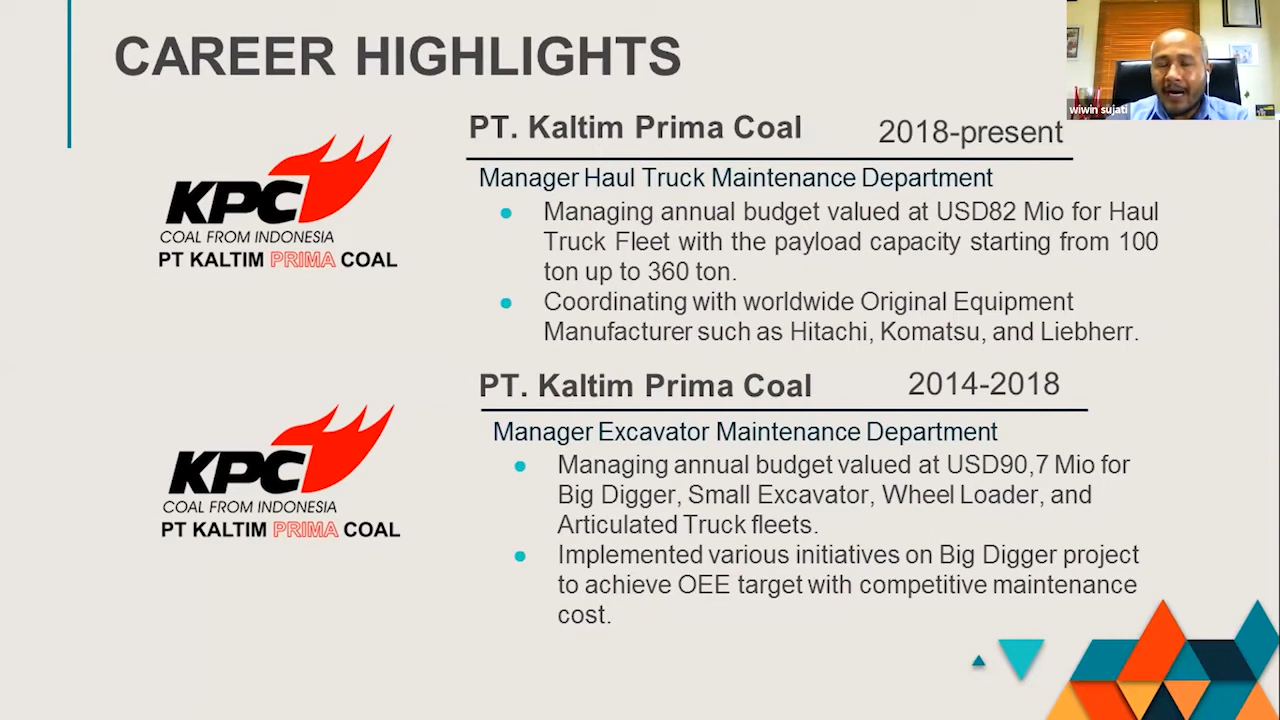 CAREER HIGHLIGHTS
wiwin sujati
KPC
COAL FROM INDONESIA
PT KALTIM PRIMA COAL
PT. Kaltim Prima Coal 2018-present
Manager Haul Truck Maintenance Department
● Managing annual budget valued at USD82 Mio for Haul
Truck Fleet with the payload capacity starting from 100
ton up to 360 ton.
● Coordinating with worldwide Original Equipment
Manufacturer such as Hitachi, Komatsu, and Liebherr.
KPC
COAL FROM INDONESIA
PT KALTIM PRIMA COAL
PT. Kaltim Prima Coal 2014-2018
Manager Excavator Maintenance Department
● Managing annual budget valued at USD90,7 Mio for
Big Digger, Small Excavator, Wheel Loader, and
Articulated Truck fleets.
● Implemented various initiatives on Big Digger project
to achieve OEE target with competitive maintenance
cost.